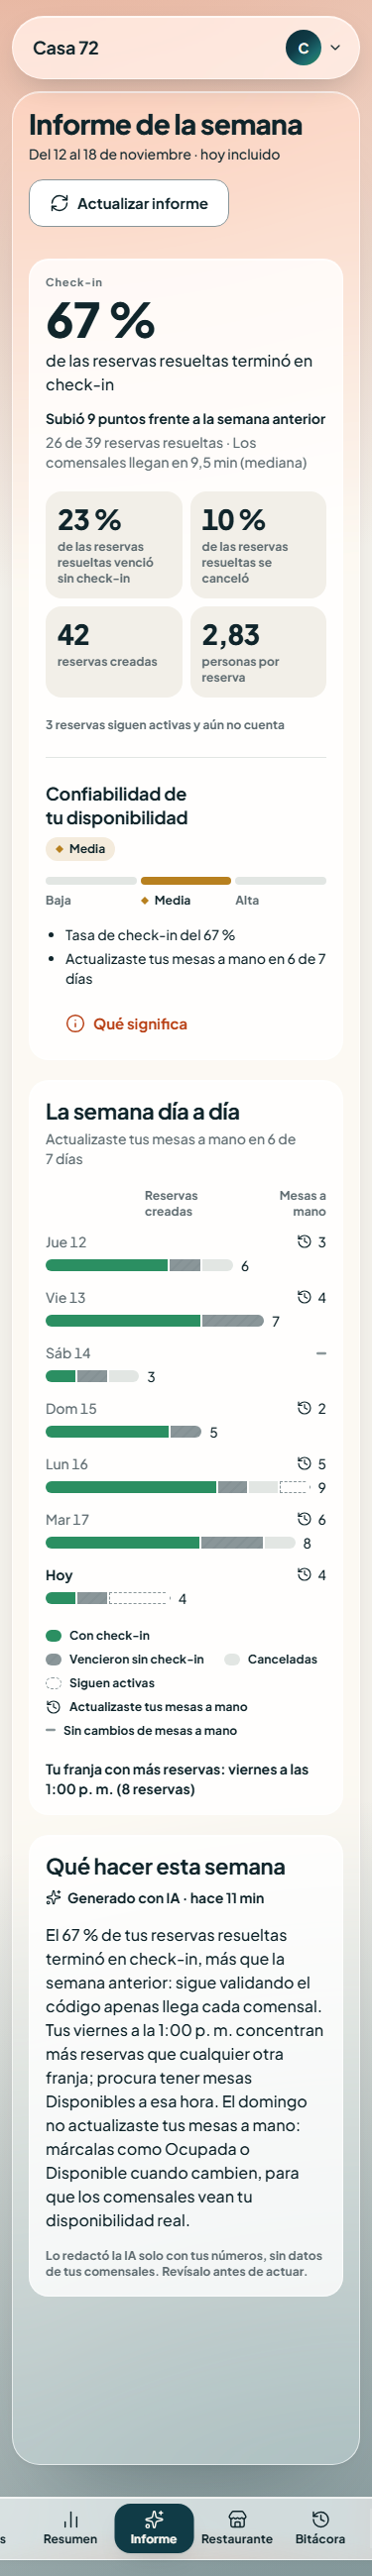 Casa 72
C
Informe de la semana
Del 12 al 18 de noviembre · hoy incluido
Actualizar informe
Check-in
67 %
de las reservas resueltas terminó en
check-in
Subió 9 puntos frente a la semana anterior
26 de 39 reservas resueltas · Los
comensales llegan en 9,5 min (mediana)
23 %
de las reservas
resueltas venció
sin check-in
10 %
de las reservas
resueltas se
canceló
42
reservas creadas
2,83
personas por
reserva
3 reservas siguen activas y aún no cuenta
Confiabilidad de
tu disponibilidad
Media
Baja
Media
Alta
Tasa de check-in del 67 %
Actualizaste tus mesas a mano en 6 de 7
días
Qué significa
La semana día a día
Actualizaste tus mesas a mano en 6 de
7 días
Reservas
creadas
Mesas a
mano
Jue 12
3
6
Vie 13
4
7
Sáb 14
–
3
Dom 15
2
5
Lun 16
5
9
Mar 17
6
8
Hoy
4
4
Con check-in
Vencieron sin check-in
Canceladas
Siguen activas
Actualizaste tus mesas a mano
– Sin cambios de mesas a mano
Tu franja con más reservas: viernes a las
1:00 p. m. (8 reservas)
Qué hacer esta semana
Generado con IA · hace 11 min
El 67 % de tus reservas resueltas
terminó en check-in, más que la
semana anterior: sigue validando el
código apenas llega cada comensal.
Tus viernes a la 1:00 p. m. concentran
más reservas que cualquier otra
franja; procura tener mesas
Disponibles a esa hora. El domingo
no actualizaste tus mesas a mano:
márcalas como Ocupada o
Disponible cuando cambien, para
que los comensales vean tu
disponibilidad real.
Lo redactó la IA solo con tus números, sin datos
de tus comensales. Revísalo antes de actuar.
s
Resumen
Informe
Restaurante
Bitácora